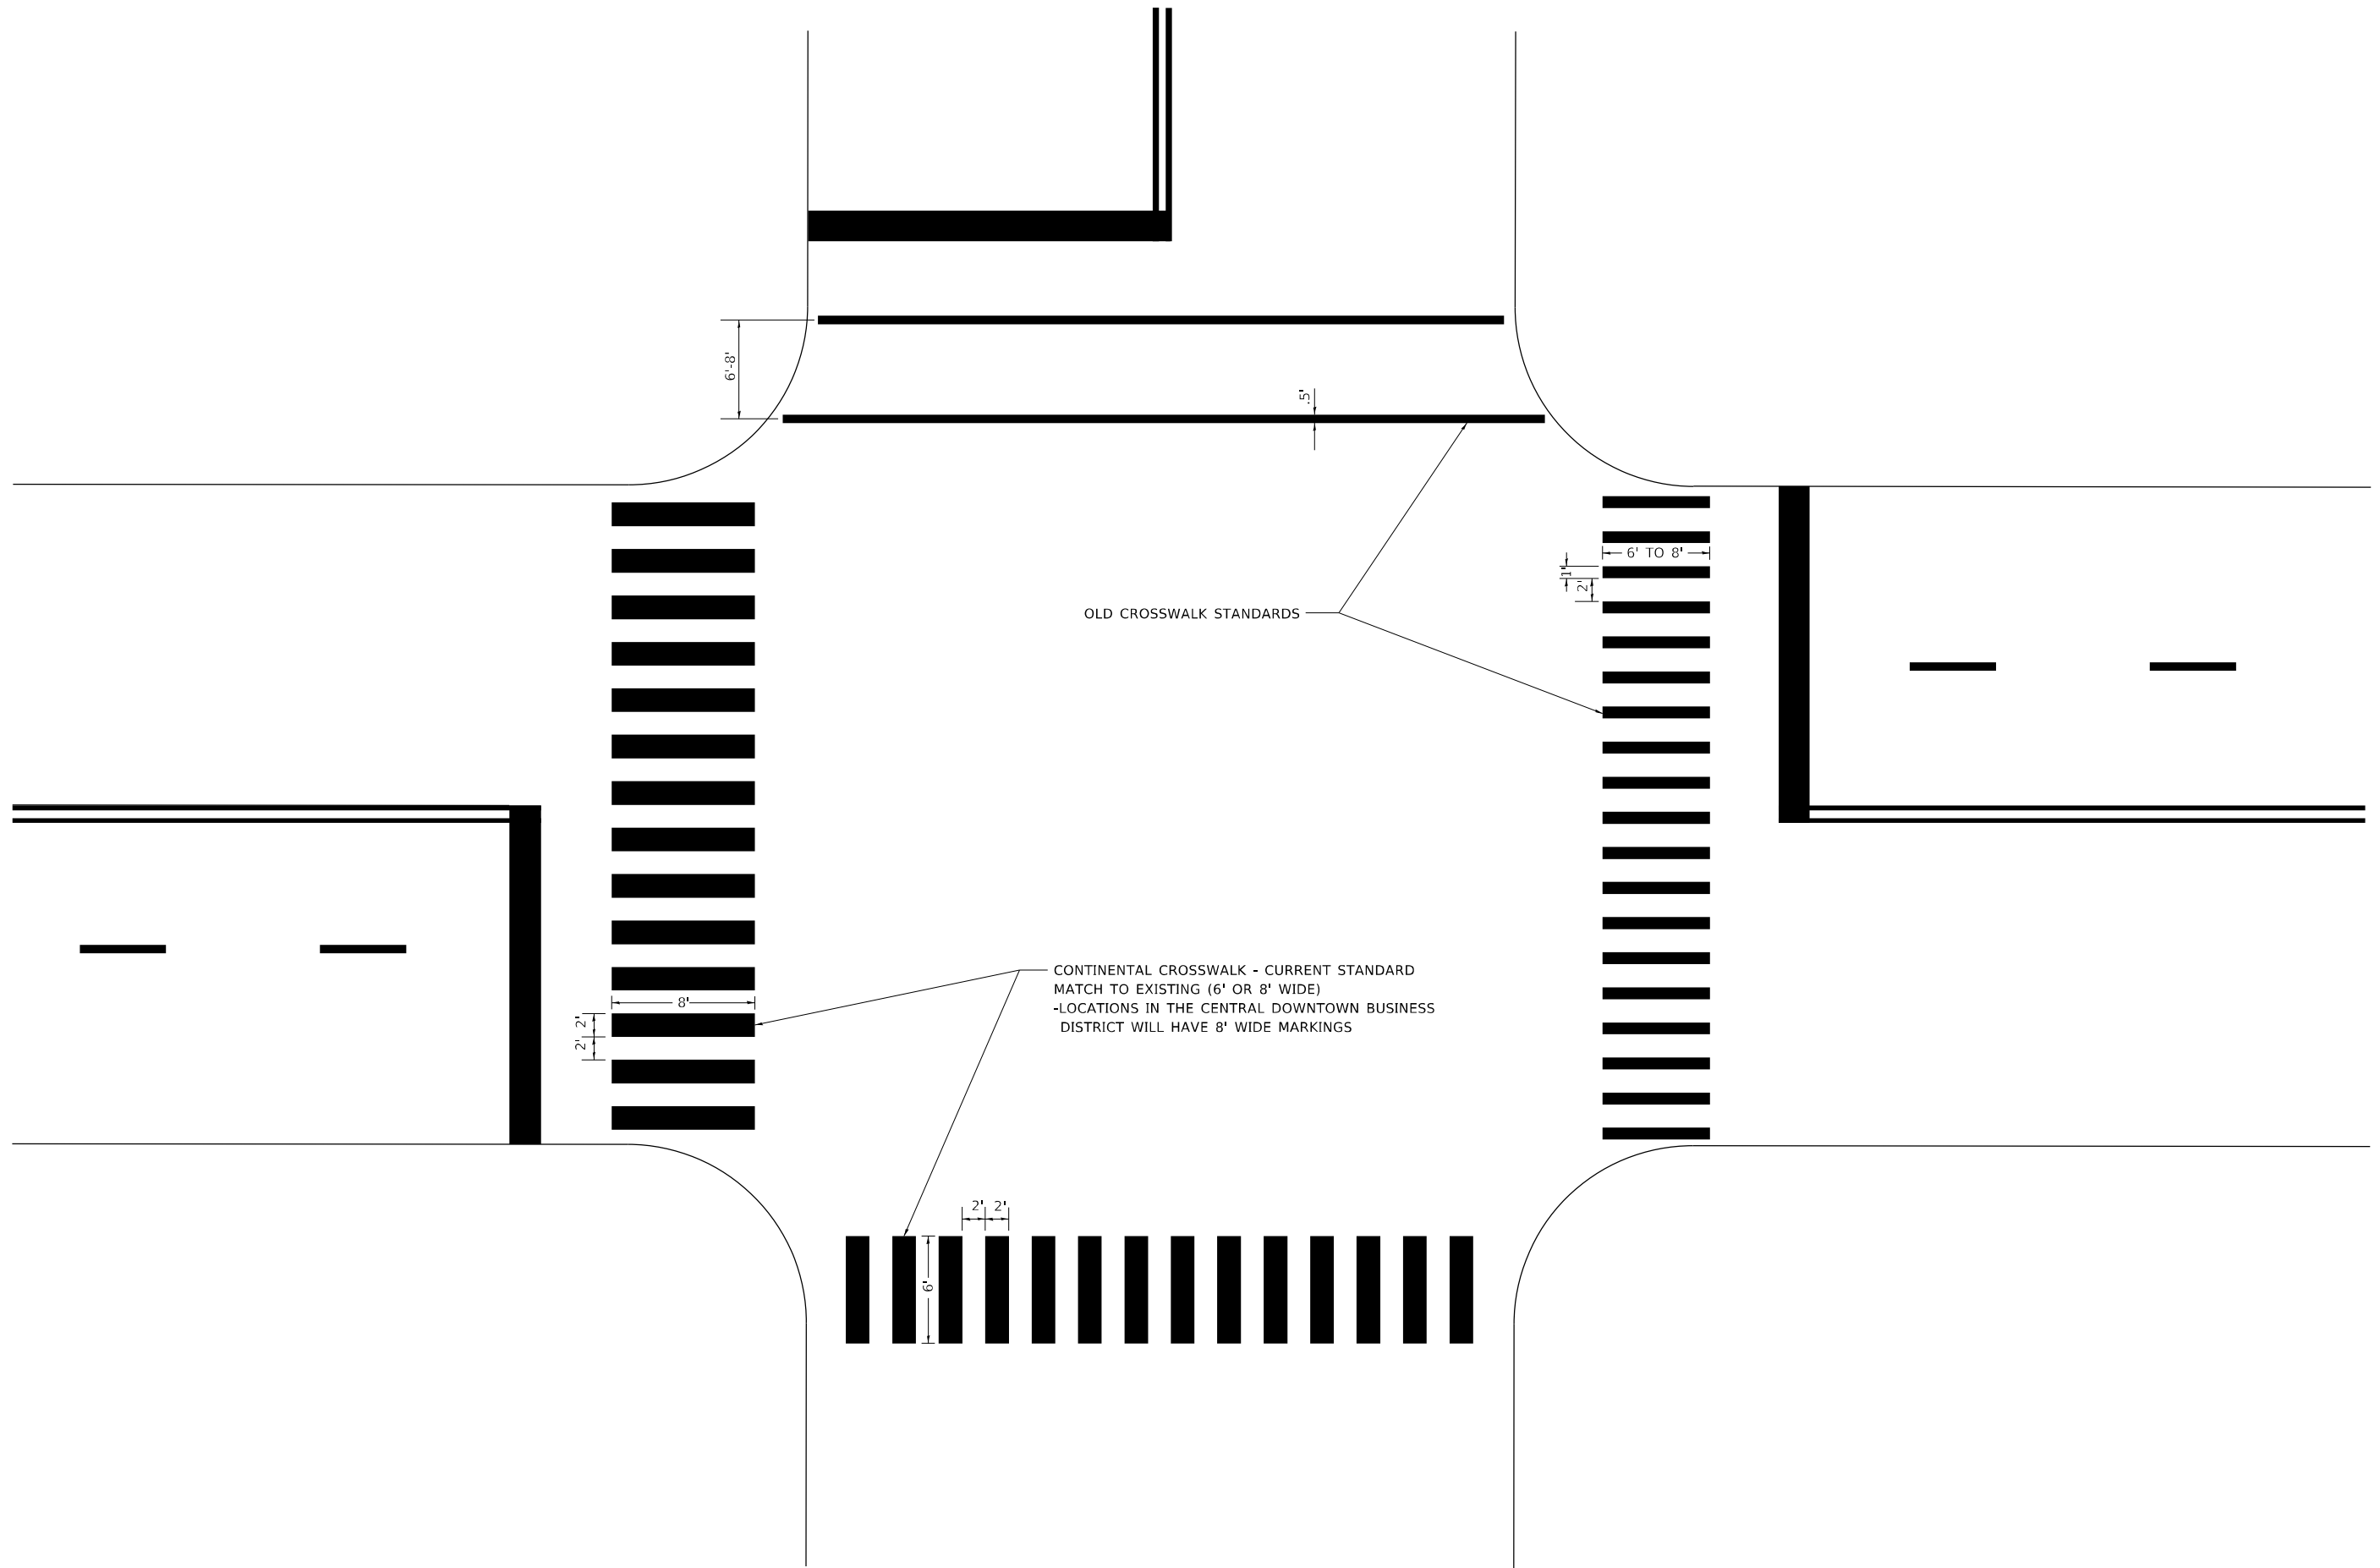 6'-8'
.5'
6' TO 8'
1'
2'
OLD CROSSWALK STANDARDS
CONTINENTAL CROSSWALK - CURRENT STANDARD
MATCH TO EXISTING (6' OR 8' WIDE)
-LOCATIONS IN THE CENTRAL DOWNTOWN BUSINESS
DISTRICT WILL HAVE 8' WIDE MARKINGS
8'
2'
2'
2' 2'
6'